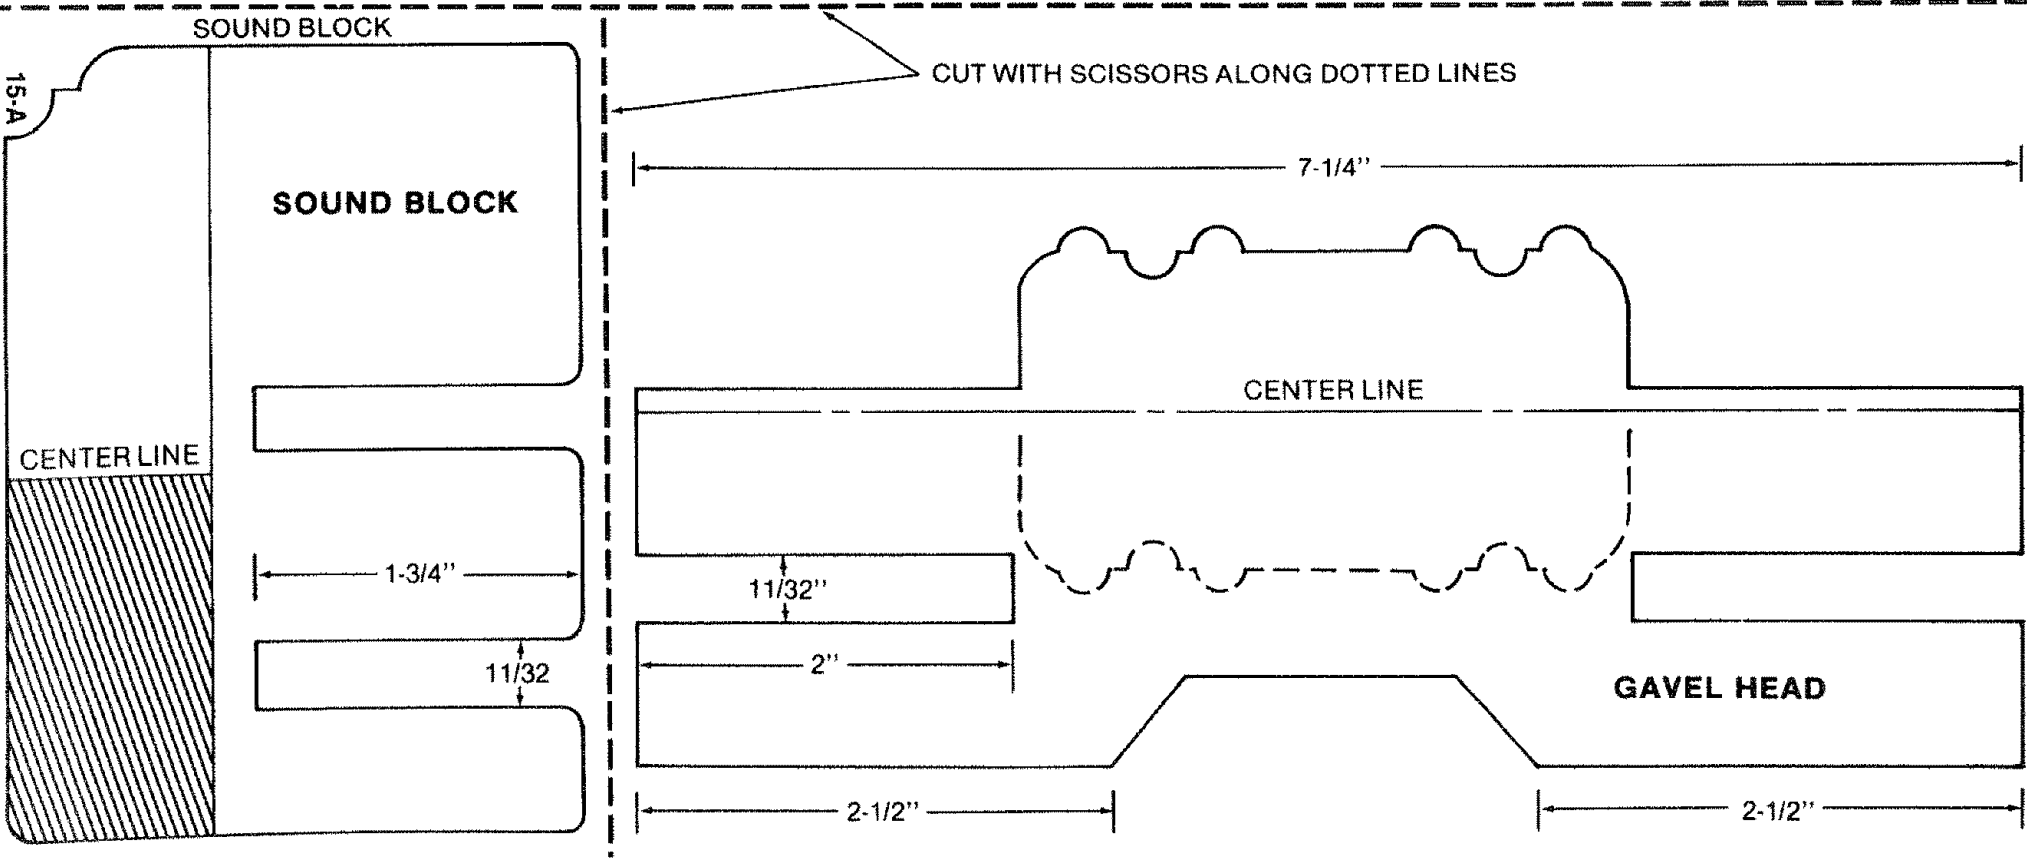 SOUND BLOCK
15-A
CUT WITH SCISSORS ALONG DOTTED LINES
7-1/4''
SOUND BLOCK
CENTER LINE
CENTER LINE
1-3/4''
11/32''
11/32
2''
GAVEL HEAD
2-1/2''
2-1/2''